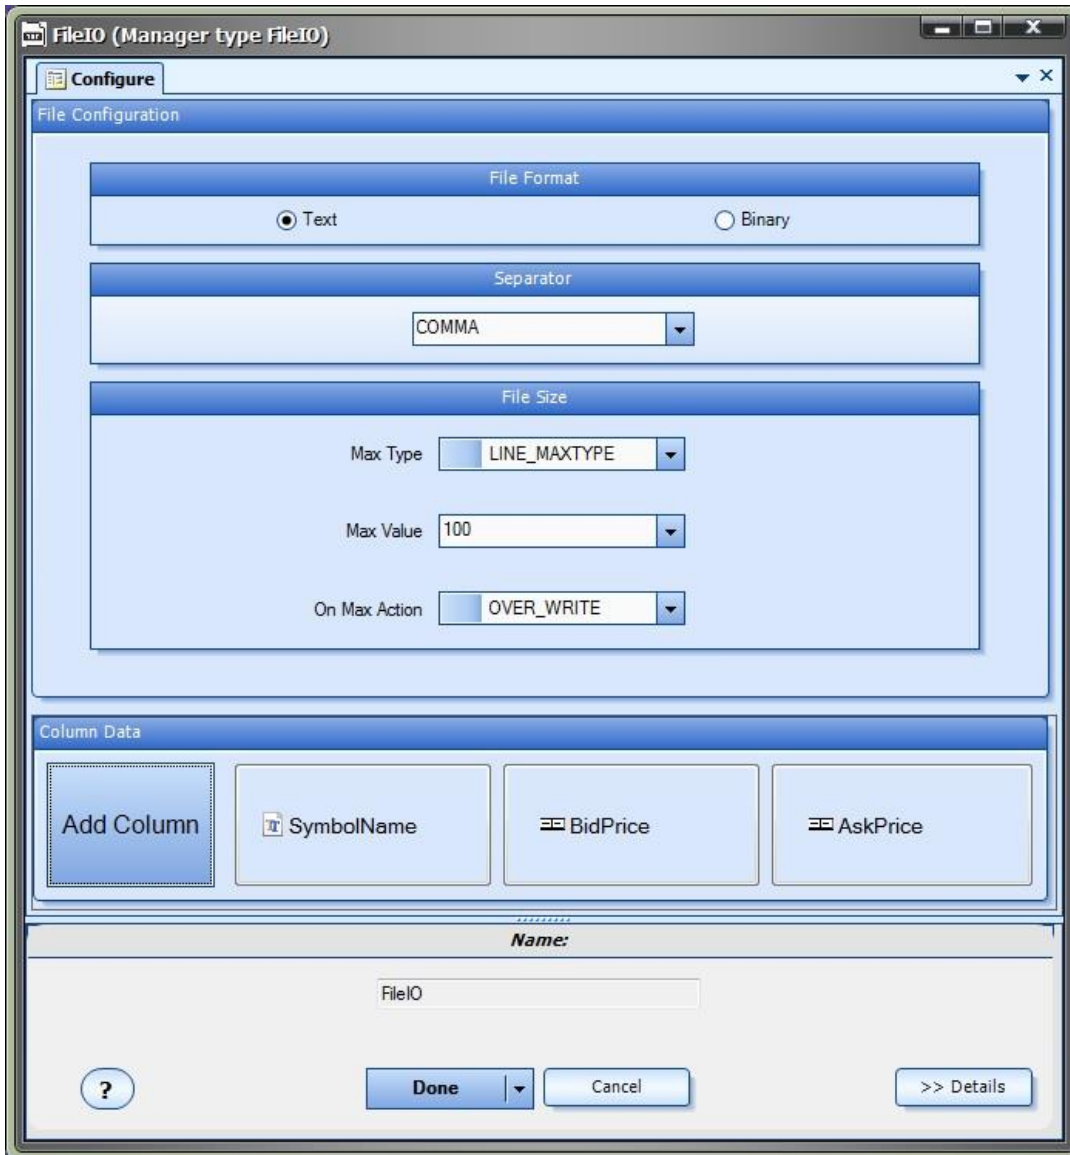 FileIO (Manager type FileIO)
Configure
File Configuration
File Format
Text
Binary
Separator
COMMA
File Size
Max Type
LINE_MAXTYPE
Max Value
100
On Max Action
OVER_WRITE
Column Data
Add Column
SymbolName
BidPrice
AskPrice
Name:
FileIO
?
Done
Cancel
>> Details